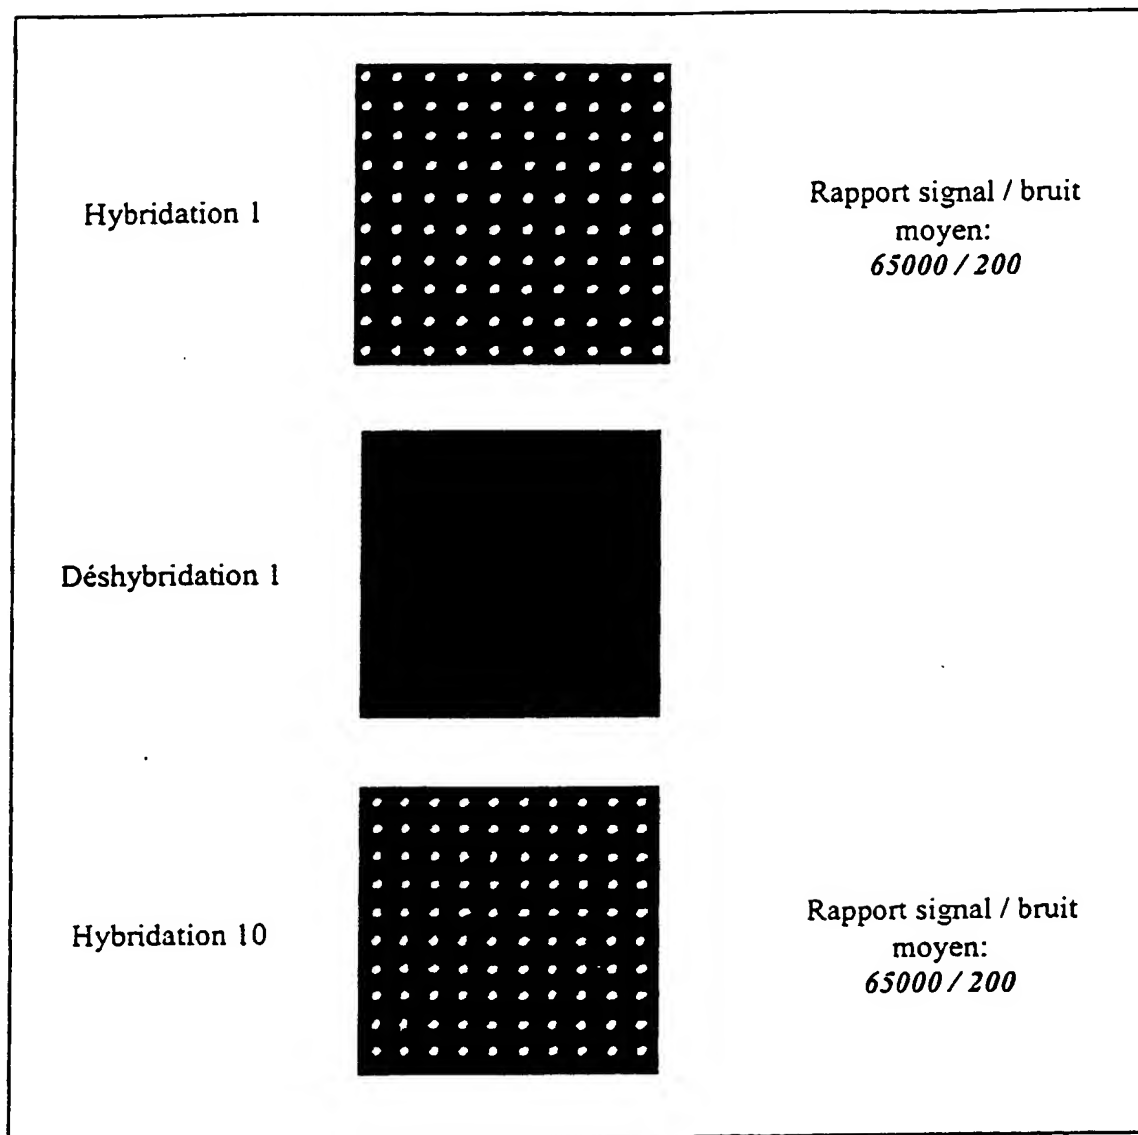 Hybridation 1
Rapport signal / bruit
moyen:
65000 / 200
Déshybridation 1
Hybridation 10
Rapport signal / bruit
moyen:
65000 / 200